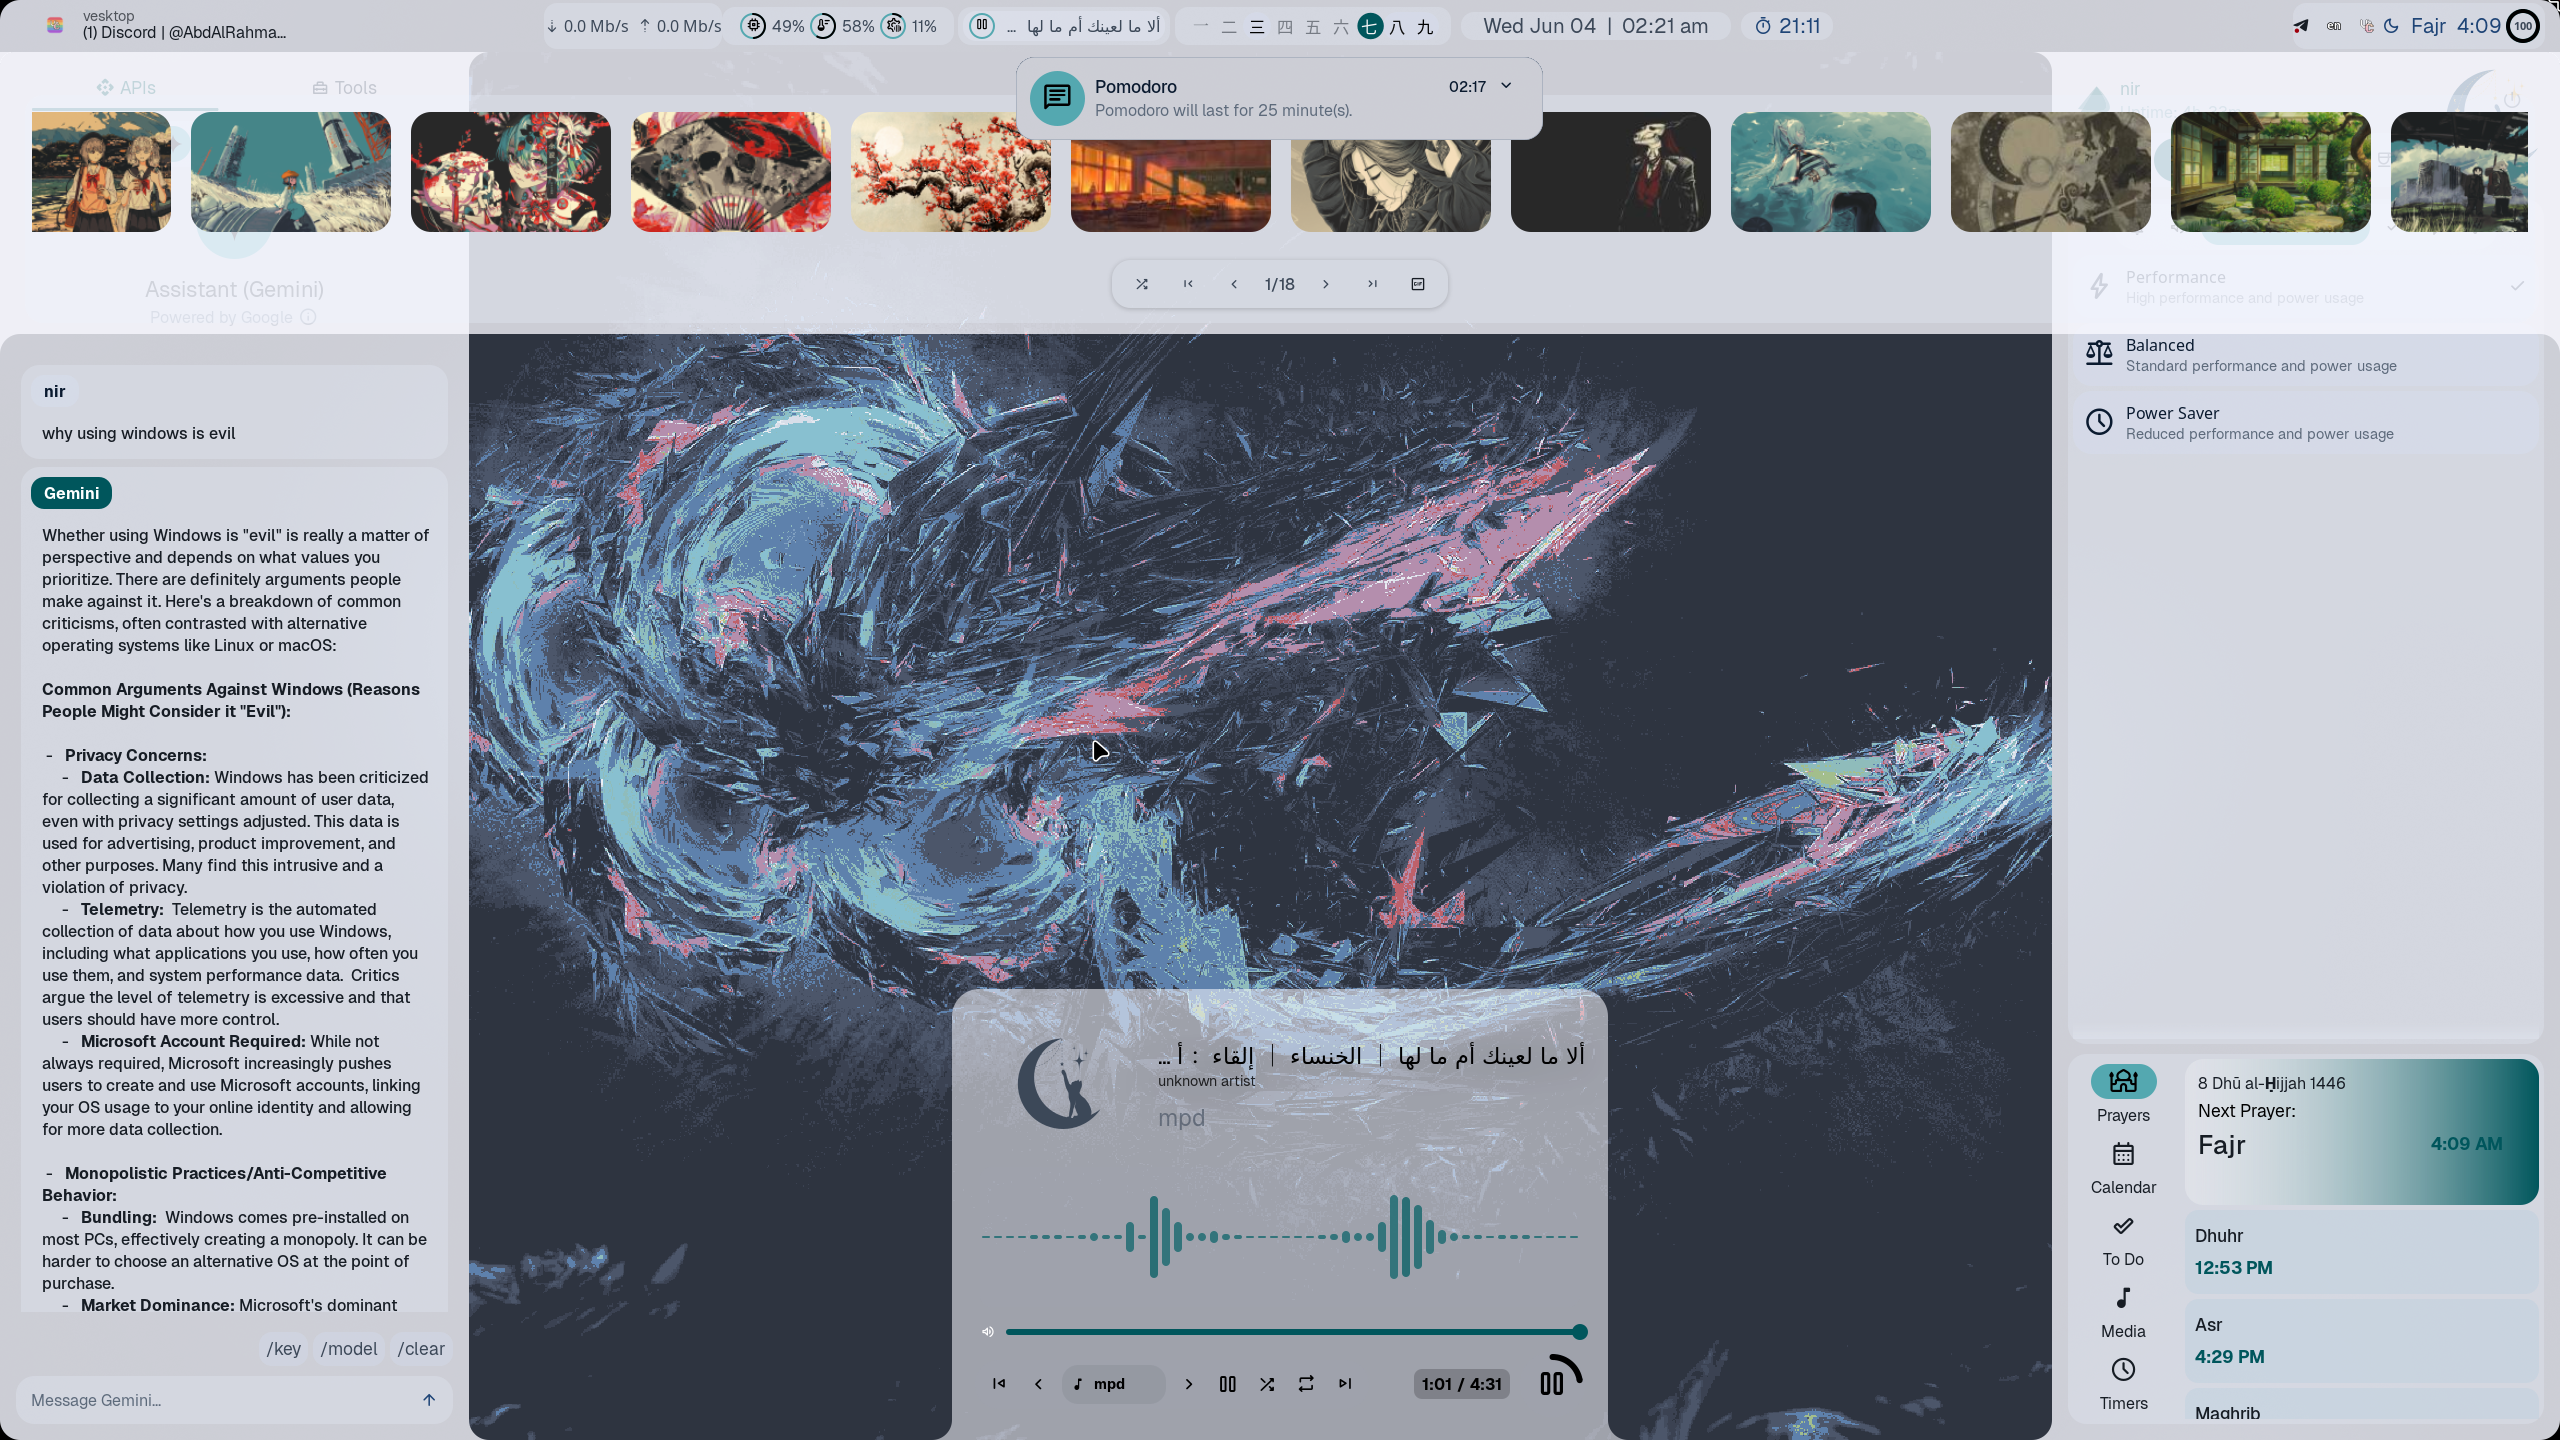 vesktop
(1) Discord | @AbdAlRahma...
↓ 0.0 Mb/s ↑ 0.0 Mb/s
49% 58% 11%
ألا ما لعينك أم ما لها ...
一 二 三 四 五 六 七 八 九
Wed Jun 04 | 02:21 am
21:11
en
Fajr 4:09
100
APIs
Tools
Pomodoro
02:17
Pomodoro will last for 25 minute(s).
nir
1/18
Assistant (Gemini)
Powered by Google
nir
why using windows is evil
Gemini
Whether using Windows is "evil" is really a matter of
perspective and depends on what values you
prioritize. There are definitely arguments people
make against it. Here's a breakdown of common
criticisms, often contrasted with alternative
operating systems like Linux or macOS:
Common Arguments Against Windows (Reasons
People Might Consider it "Evil"):
- Privacy Concerns:
- Data Collection: Windows has been criticized
for collecting a significant amount of user data,
even with privacy settings adjusted. This data is
used for advertising, product improvement, and
other purposes. Many find this intrusive and a
violation of privacy.
- Telemetry: Telemetry is the automated
collection of data about how you use Windows,
including what applications you use, how often you
use them, and system performance data. Critics
argue the level of telemetry is excessive and that
users should have more control.
- Microsoft Account Required: While not
always required, Microsoft increasingly pushes
users to create and use Microsoft accounts, linking
your OS usage to your online identity and allowing
for more data collection.
- Monopolistic Practices/Anti-Competitive
Behavior:
- Bundling: Windows comes pre-installed on
most PCs, effectively creating a monopoly. It can be
harder to choose an alternative OS at the point of
purchase.
- Market Dominance: Microsoft's dominant
/key /model /clear
Message Gemini...
ألا ما لعينك أم ما لها | الخنساء | إلقاء : أ ...
unknown artist
mpd
mpd
1:01 / 4:31
Performance
High performance and power usage
Balanced
Standard performance and power usage
Power Saver
Reduced performance and power usage
Prayers
Calendar
To Do
Media
Timers
8 Dhū al-Ḥijjah 1446
Next Prayer:
Fajr
4:09 AM
Dhuhr
12:53 PM
Asr
4:29 PM
Maghrib